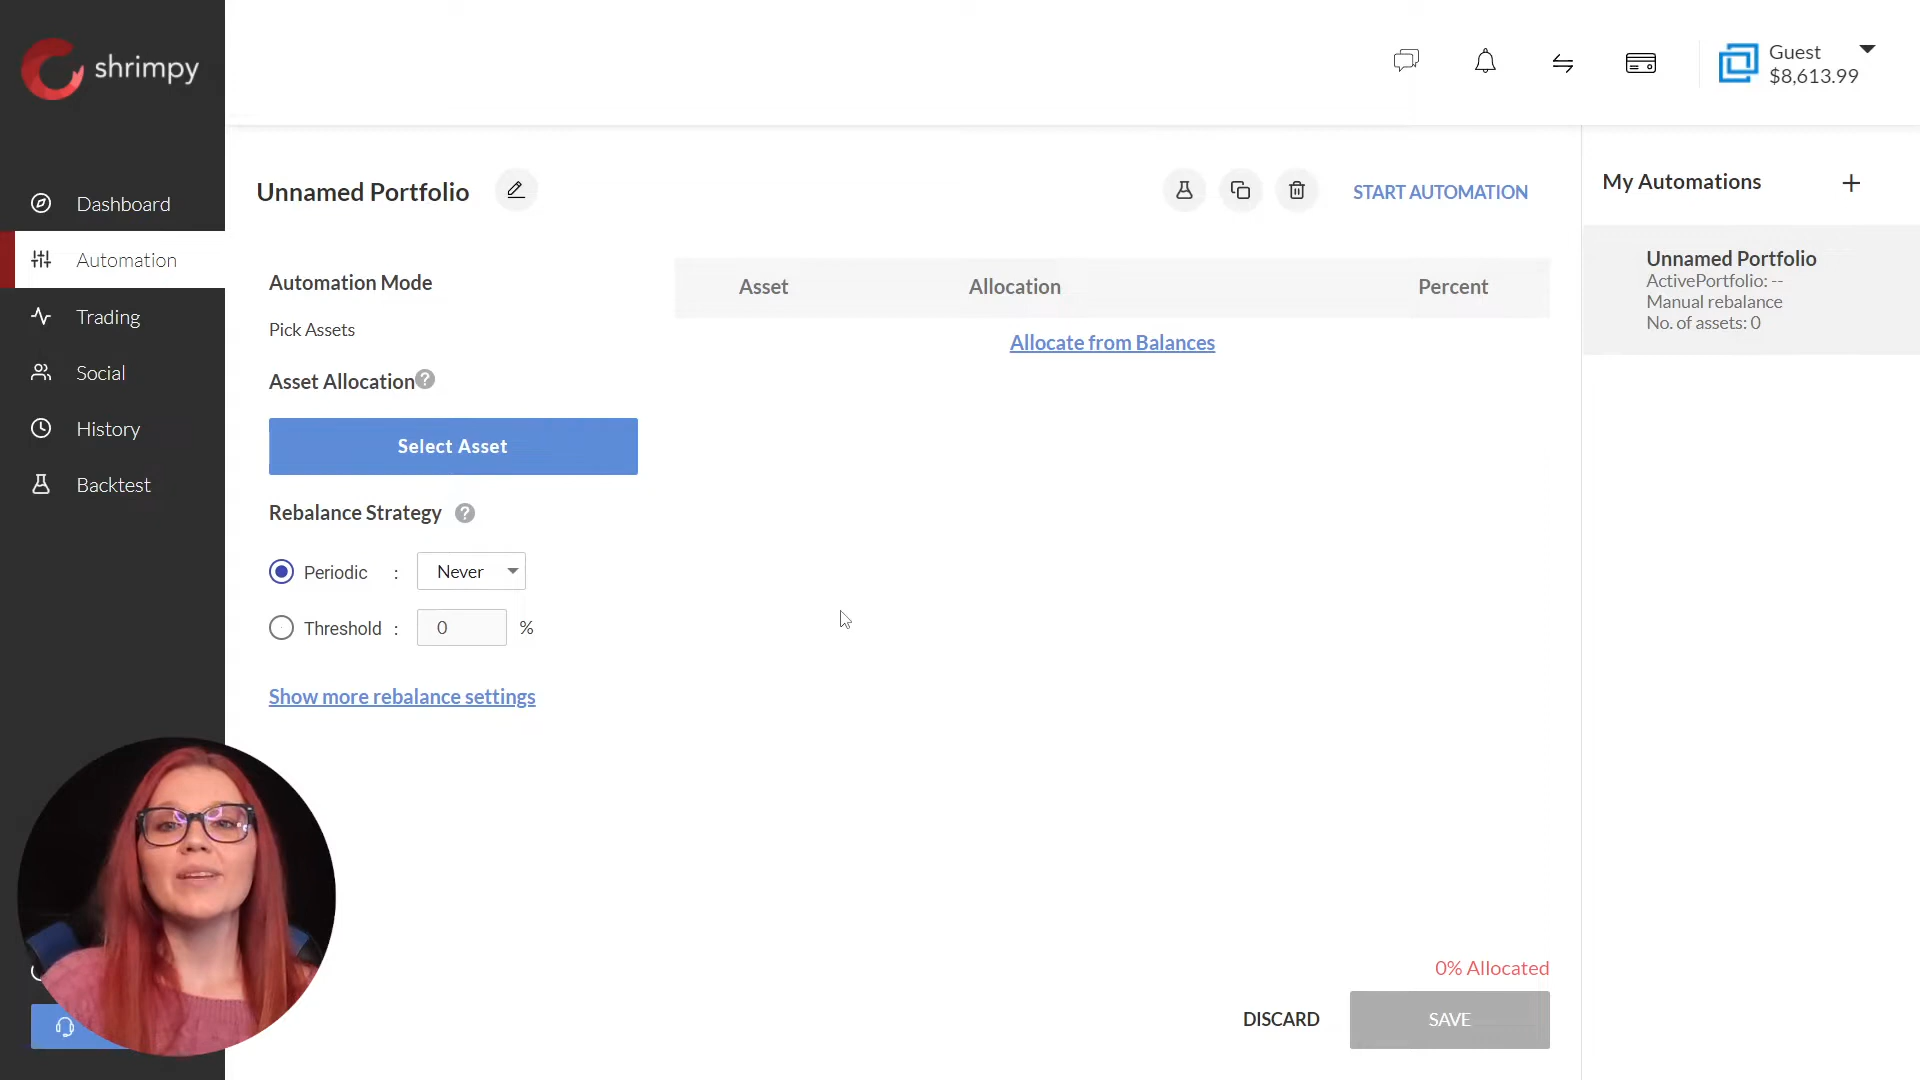 shrimpy
Guest
$8,613.99
Dashboard
Automation
Trading
Social
History
Backtest
Unnamed Portfolio
START AUTOMATION
Automation Mode
Pick Assets
Asset Allocation ?
Select Asset
Rebalance Strategy ?
Periodic : Never
Threshold : 0 %
Show more rebalance settings
Asset Allocation Percent
Allocate from Balances
0% Allocated
DISCARD
SAVE
My Automations +
Unnamed Portfolio
ActivePortfolio: --
Manual rebalance
No. of assets: 0